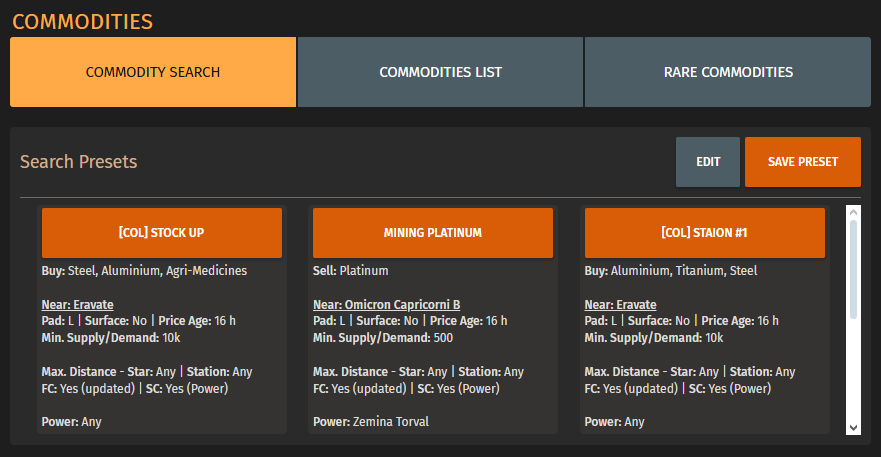 COMMODITIES
COMMODITY SEARCH
COMMODITIES LIST
RARE COMMODITIES
Search Presets
EDIT
SAVE PRESET
[COL] STOCK UP
Buy: Steel, Aluminium, Agri-Medicines
Near: Eravate
Pad: L | Surface: No | Price Age: 16 h
Min. Supply/Demand: 10k
Max. Distance - Star: Any | Station: Any
FC: Yes (updated) | SC: Yes (Power)
Power: Any
MINING PLATINUM
Sell: Platinum
Near: Omicron Capricorni B
Pad: L | Surface: No | Price Age: 16 h
Min. Supply/Demand: 500
Max. Distance - Star: Any | Station: Any
FC: Yes (updated) | SC: Yes (Power)
Power: Zemina Torval
[COL] STAION #1
Buy: Aluminium, Titanium, Steel
Near: Eravate
Pad: L | Surface: No | Price Age: 16 h
Min. Supply/Demand: 10k
Max. Distance - Star: Any | Station: Any
FC: Yes (updated) | SC: Yes (Power)
Power: Any